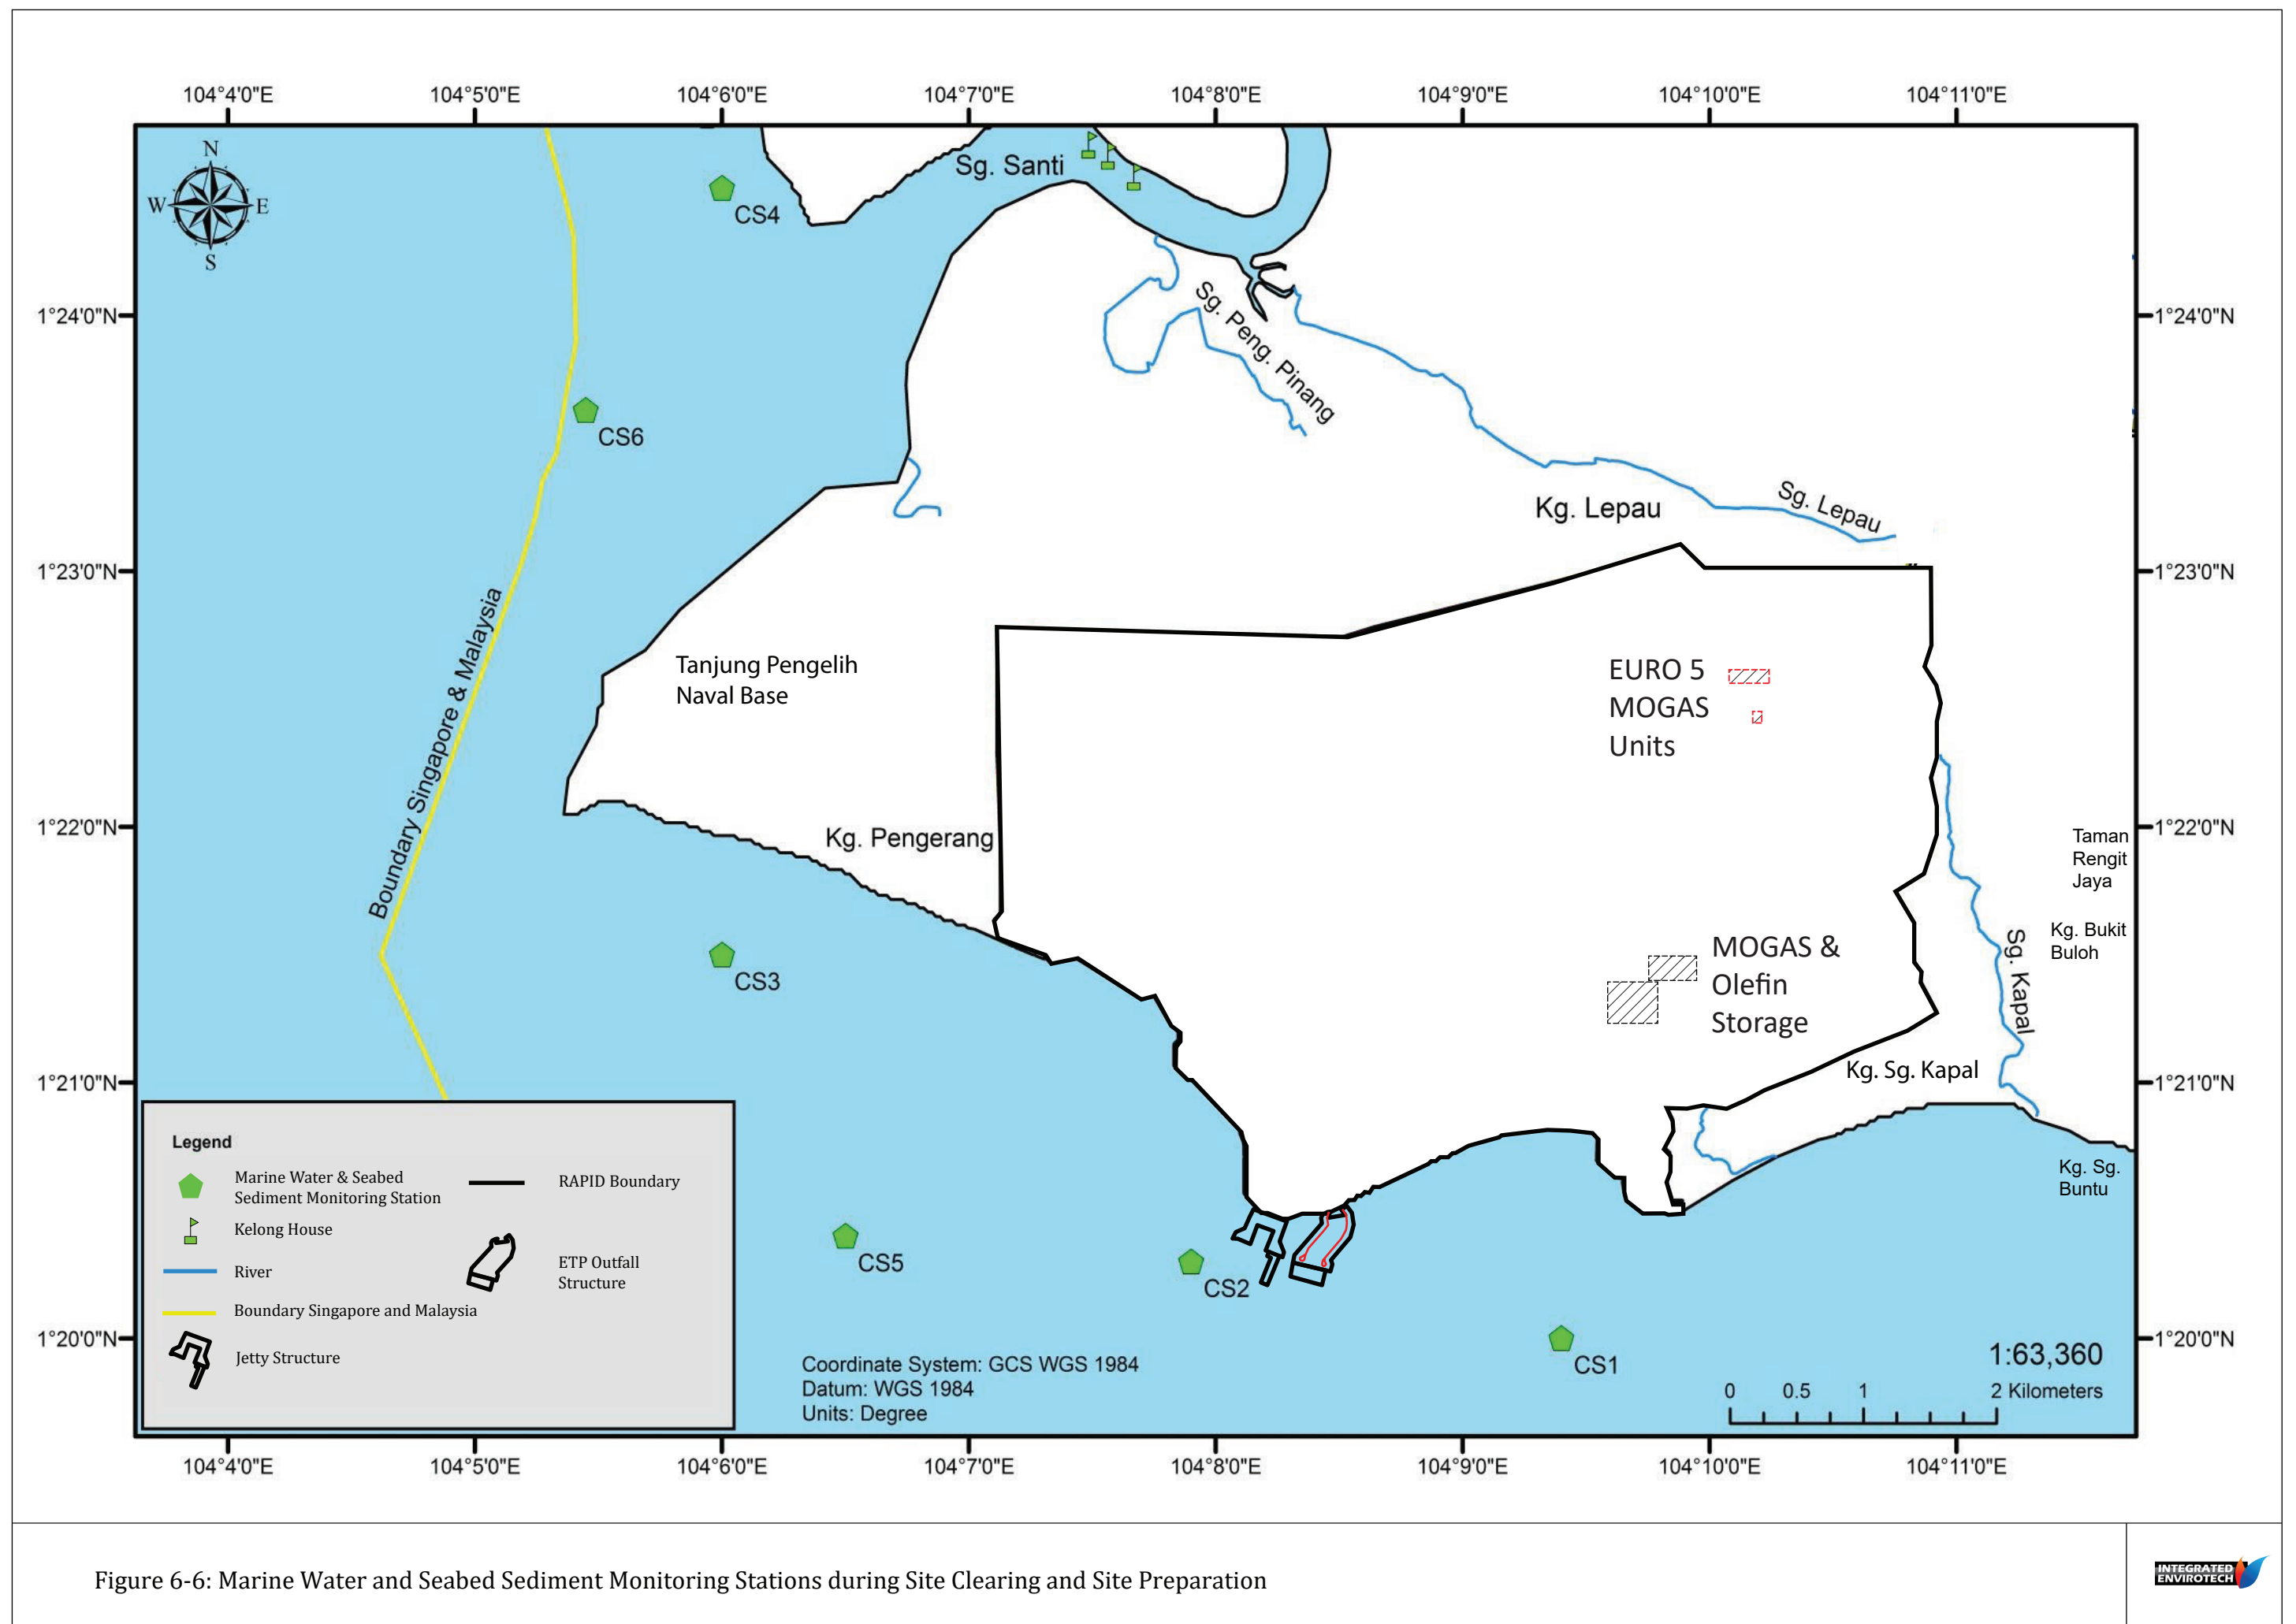 104°4'0"E 104°5'0"E 104°6'0"E 104°7'0"E 104°8'0"E 104°9'0"E 104°10'0"E 104°11'0"E
N
W E
S
Sg. Santi
CS4
1°24'0"N
1°24'0"N
Sg. Peng. Pinang
CS6
Kg. Lepau
Sg. Lepau
1°23'0"N
1°23'0"N
Boundary Singapore & Malaysia
Tanjung Pengelih
Naval Base
EURO 5
MOGAS
Units
1°22'0"N
1°22'0"N
Kg. Pengerang
Taman
Rengit
Jaya
Kg. Bukit
Buloh
Sg. Kapal
CS3
MOGAS &
Olefin
Storage
1°21'0"N
1°21'0"N
Kg. Sg. Kapal
Kg. Sg.
Buntu
Legend
Marine Water & Seabed
Sediment Monitoring Station
Kelong House
River
Boundary Singapore and Malaysia
Jetty Structure
RAPID Boundary
ETP Outfall
Structure
CS5
CS2
CS1
1°20'0"N
1°20'0"N
Coordinate System: GCS WGS 1984
Datum: WGS 1984
Units: Degree
1:63,360
0 0.5 1 2 Kilometers
104°4'0"E 104°5'0"E 104°6'0"E 104°7'0"E 104°8'0"E 104°9'0"E 104°10'0"E 104°11'0"E
Figure 6-6: Marine Water and Seabed Sediment Monitoring Stations during Site Clearing and Site Preparation
INTEGRATED
ENVIROTECH